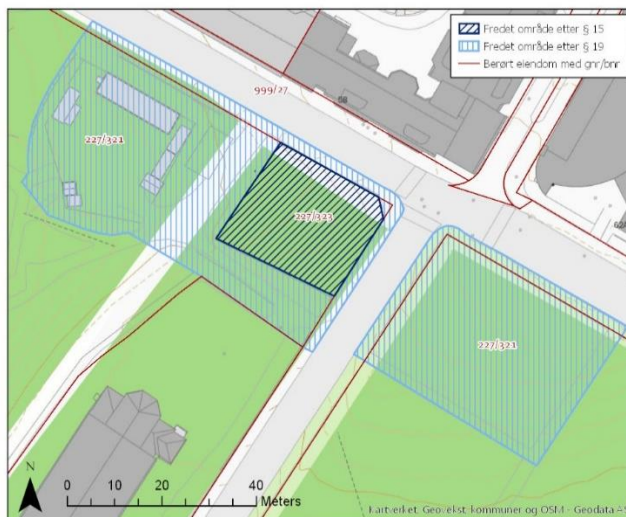 Fredet område etter § 15
Fredet område etter § 19
Berørt eiendom med gnr/bnr
999/27
227/321
227/323
227/321
N
0 10 20 40
Meters
Kartverket, Geovekst-kommuner og OSM - Geodata AS